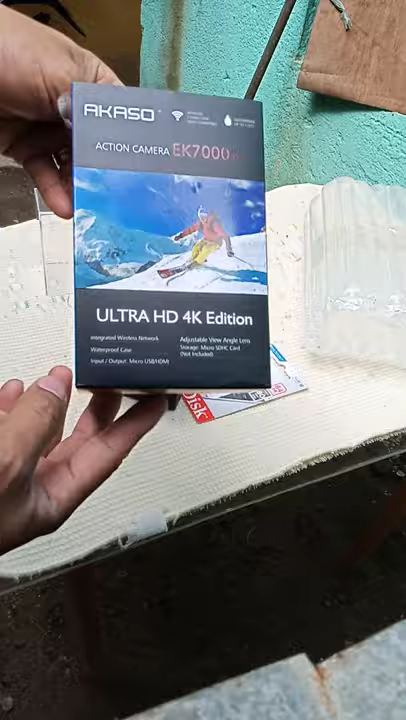 AKASO
ACTION CAMERA EK7000
ULTRA HD 4K Edition
Integrated Wireless Network
Waterproof Case
Input / Output: Micro USB/HDMI
Adjustable View Angle Lens
Storage: Micro SDHC Card
(Not Included)
Disk